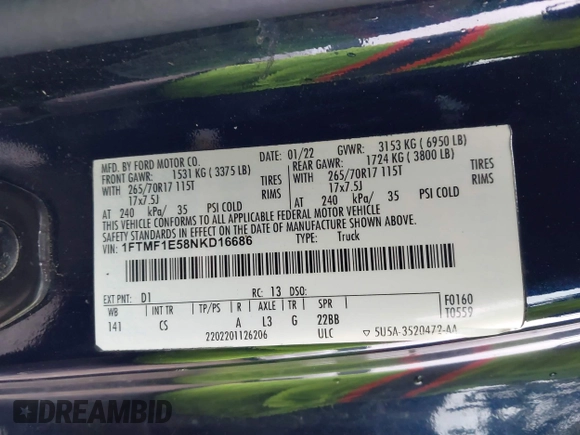 MFD. BY FORD MOTOR CO.
DATE: 01/22 GVWR: 3153 KG ( 6950 LB)
FRONT GAWR: 1531 KG ( 3375 LB)
REAR GAWR: 1724 KG ( 3800 LB)
WITH 265/70R17 115T TIRES
WITH 265/70R17 115T TIRES
17x7.5J RIMS
17x7.5J RIMS
AT 240 kPa/ 35 PSI COLD
AT 240 kPa/ 35 PSI COLD
THIS VEHICLE CONFORMS TO ALL APPLICABLE FEDERAL MOTOR VEHICLE
SAFETY STANDARDS IN EFFECT ON THE DATE OF MANUFACTURE SHOWN ABOVE.
VIN: 1FTMF1E58NKD16686 TYPE: Truck
EXT PNT: D1 RC: 13 DSO: F0160
WB TP/PS R AXLE TR SPR T0559
141 CS A L3 G 22BB
2202201126206 ULC ▽ 5U5A-3520472-AA
DREAMBID